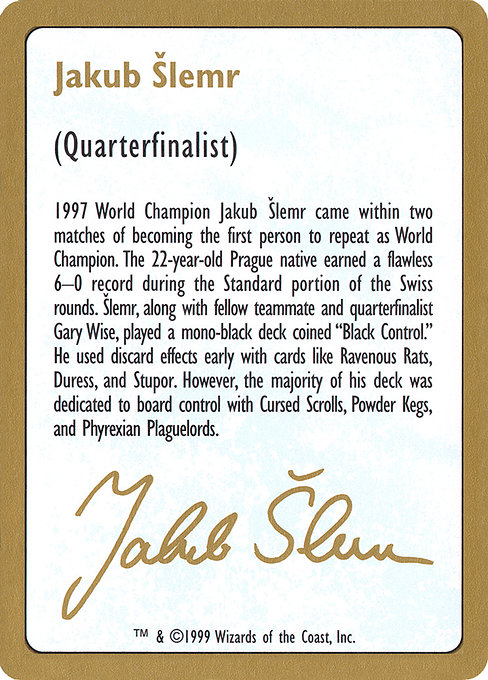 Jakub Šlemr
(Quarterfinalist)
1997 World Champion Jakub Šlemr came within two
matches of becoming the first person to repeat as World
Champion. The 22-year-old Prague native earned a flawless
6–0 record during the Standard portion of the Swiss
rounds. Šlemr, along with fellow teammate and quarterfinalist
Gary Wise, played a mono-black deck coined “Black Control.”
He used discard effects early with cards like Ravenous Rats,
Duress, and Stupor. However, the majority of his deck was
dedicated to board control with Cursed Scrolls, Powder Kegs,
and Phyrexian Plaguelords.
Jakub Šlemr
™ & ©1999 Wizards of the Coast, Inc.